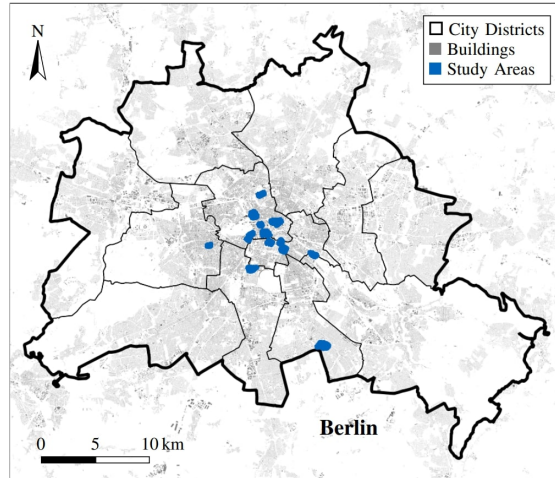 N
City Districts
Buildings
Study Areas
Berlin
0 5 10 km